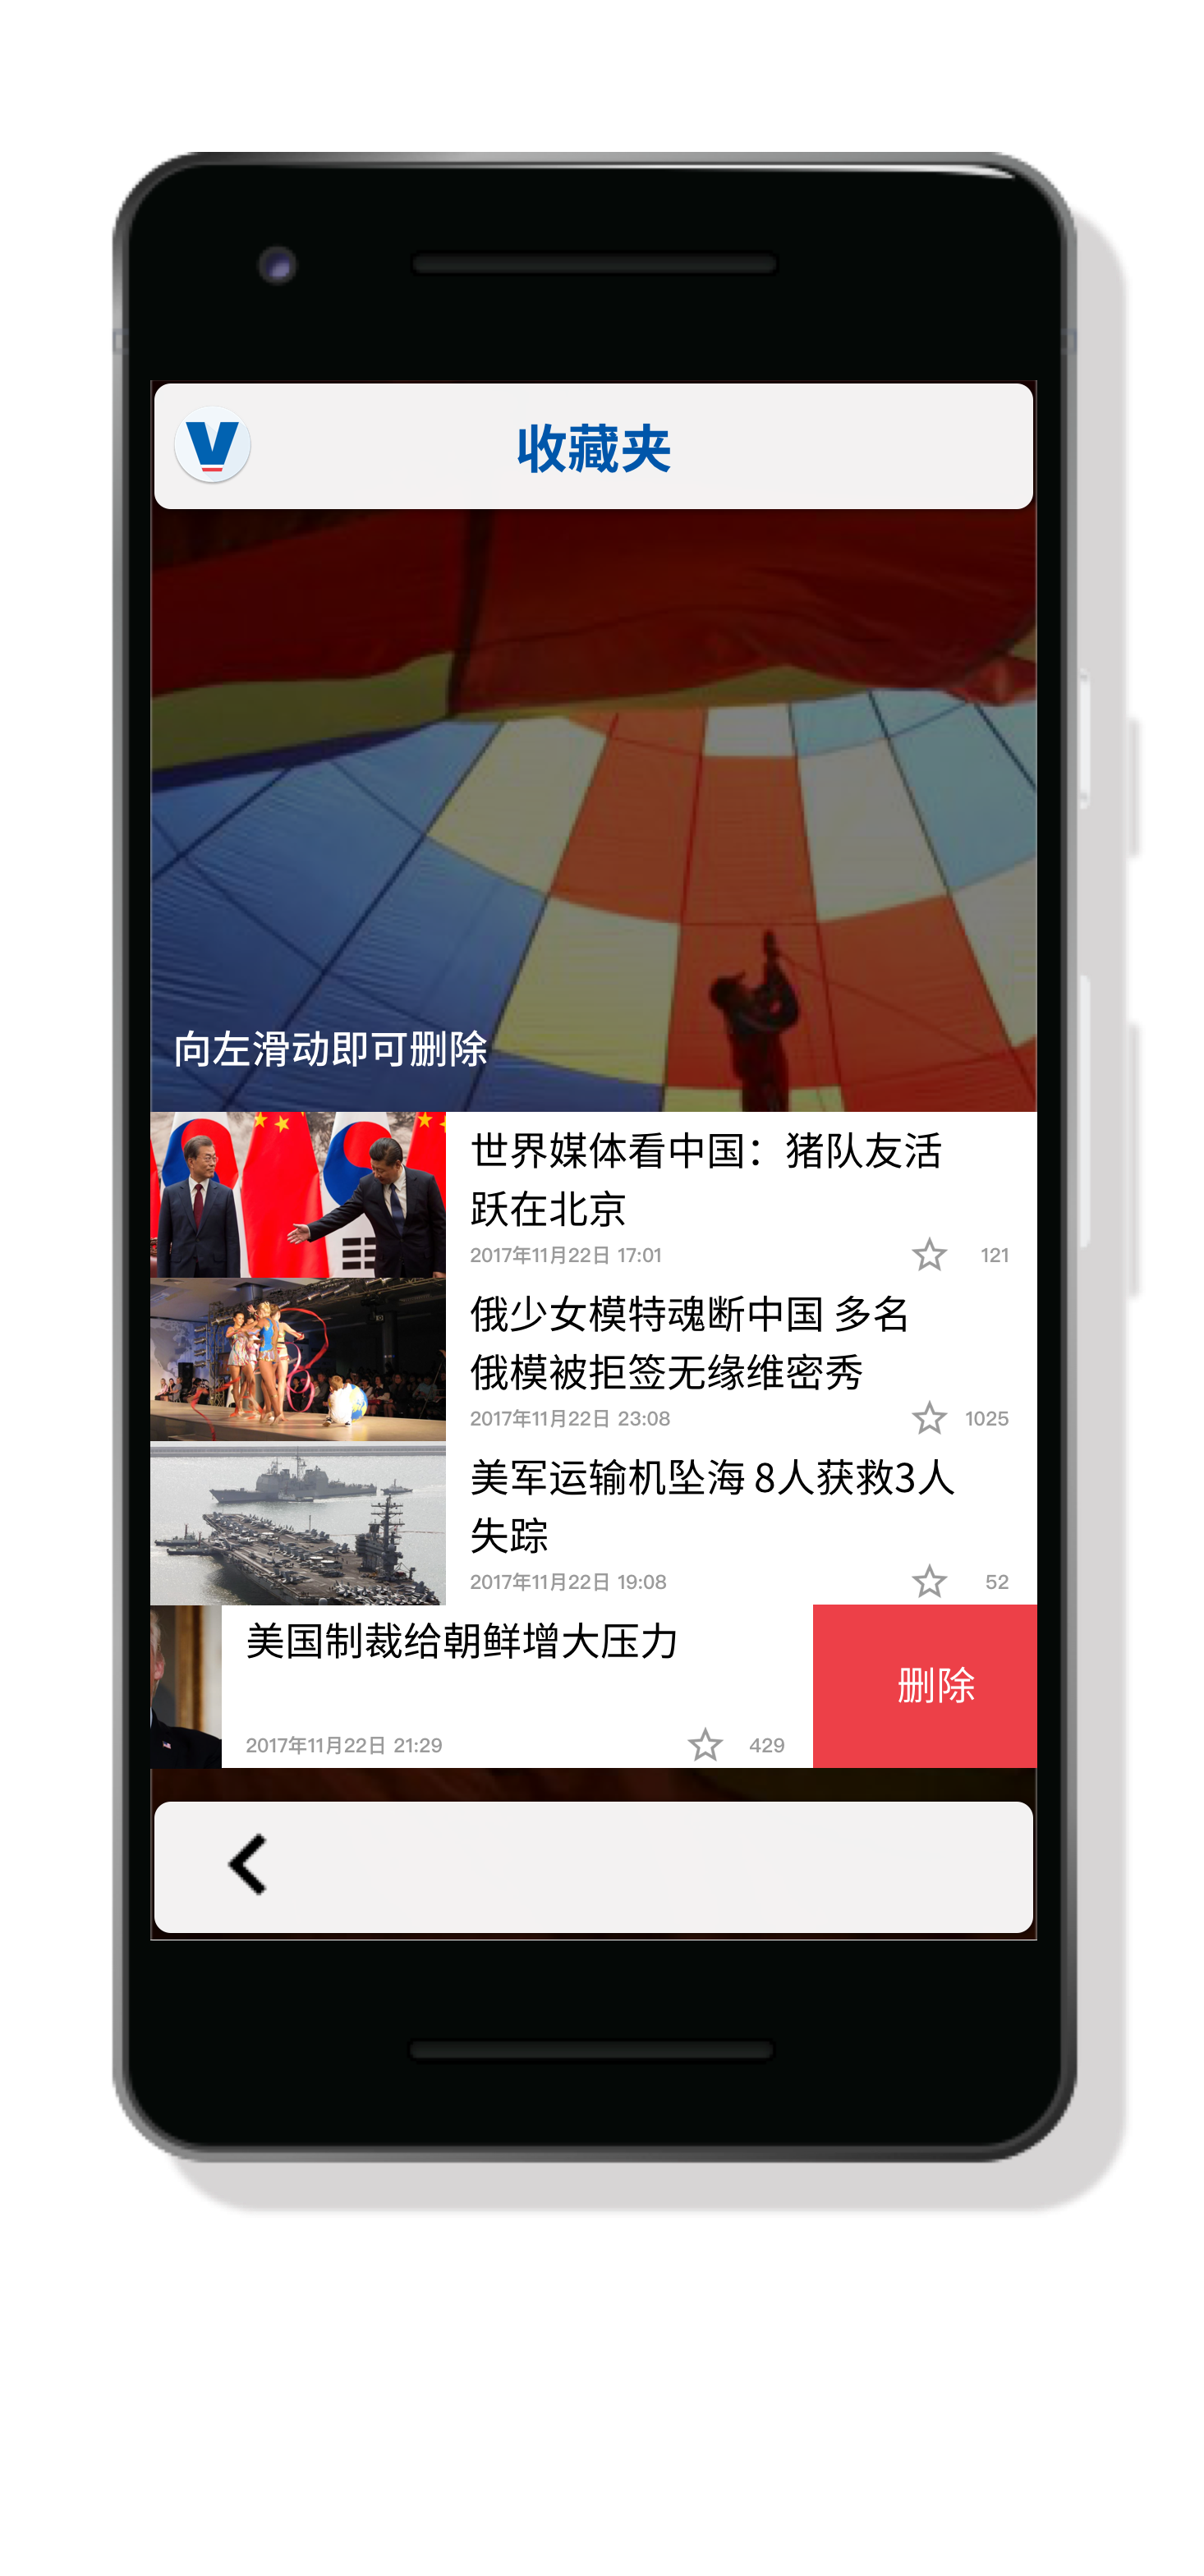 V
收藏夹
向左滑动即可删除
世界媒体看中国：猪队友活
跃在北京
2017年11月22日 17:01
121
俄少女模特魂断中国 多名
俄模被拒签无缘维密秀
2017年11月22日 23:08
1025
美军运输机坠海 8人获救3人
失踪
2017年11月22日 19:08
52
美国制裁给朝鲜增大压力
2017年11月22日 21:29
429
删除